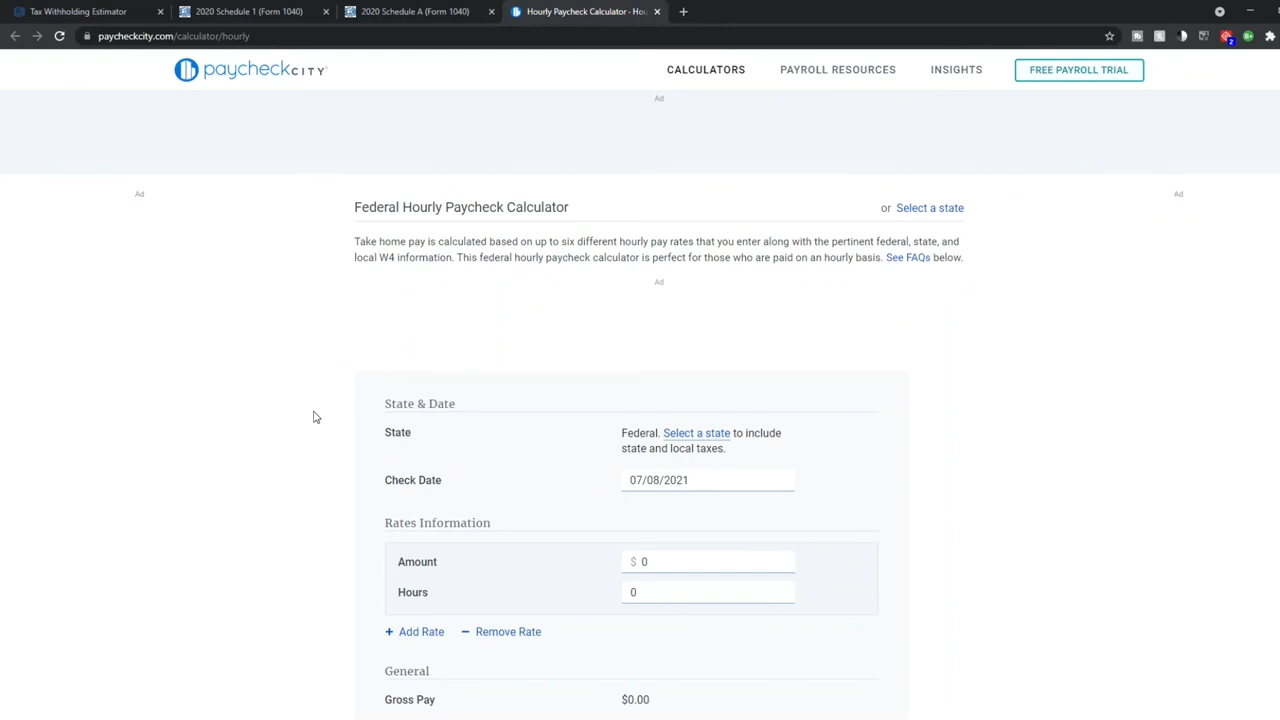 Tax Withholding Estimator
2020 Schedule 1 (Form 1040)
2020 Schedule A (Form 1040)
Hourly Paycheck Calculator - Hou
paycheckcity.com/calculator/hourly
2
paycheckCITY
CALCULATORS
PAYROLL RESOURCES
INSIGHTS
FREE PAYROLL TRIAL
Ad
Ad
Ad
Federal Hourly Paycheck Calculator
or Select a state
Take home pay is calculated based on up to six different hourly pay rates that you enter along with the pertinent federal, state, and
local W4 information. This federal hourly paycheck calculator is perfect for those who are paid on an hourly basis. See FAQs below.
Ad
State & Date
State
Federal. Select a state to include
state and local taxes.
Check Date
07/08/2021
Rates Information
Amount
$ 0
Hours
0
+ Add Rate
− Remove Rate
General
Gross Pay
$0.00